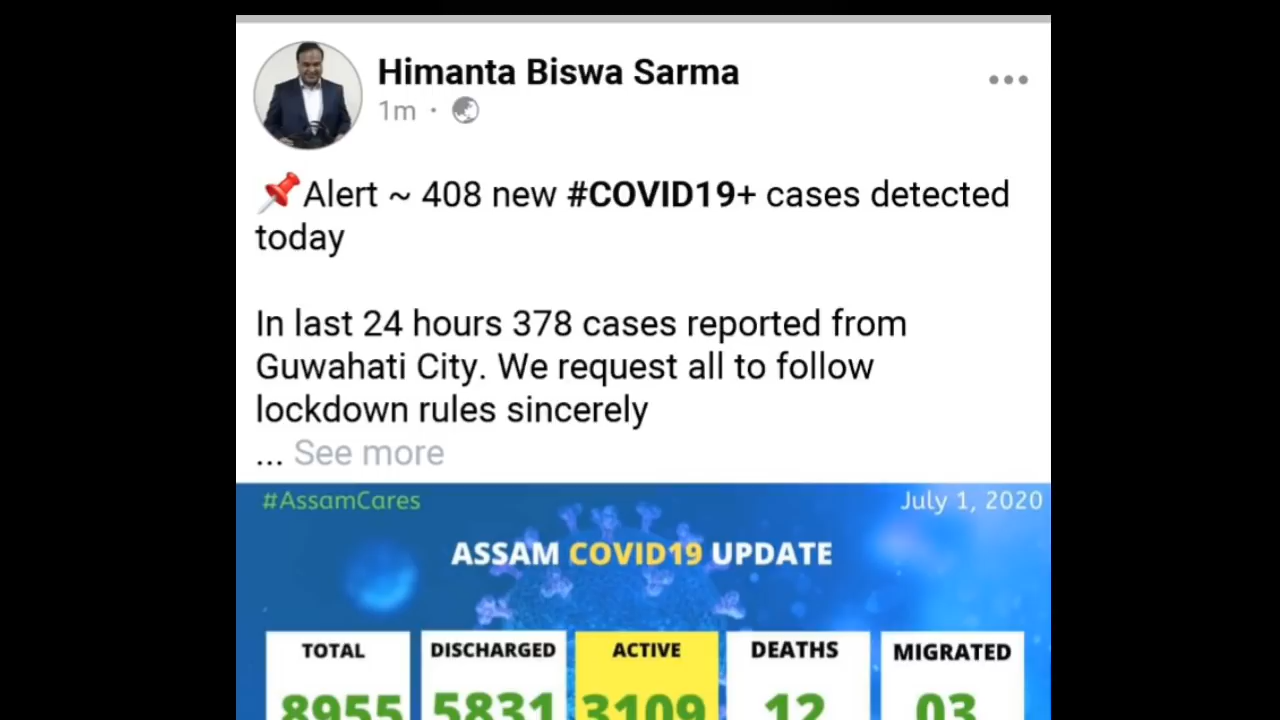 Himanta Biswa Sarma
1m ·
📌Alert ~ 408 new #COVID19+ cases detected
today
In last 24 hours 378 cases reported from
Guwahati City. We request all to follow
lockdown rules sincerely
... See more
#AssamCares July 1, 2020
ASSAM COVID19 UPDATE
TOTAL DISCHARGED ACTIVE DEATHS MIGRATED
8955 5831 3109 12 03